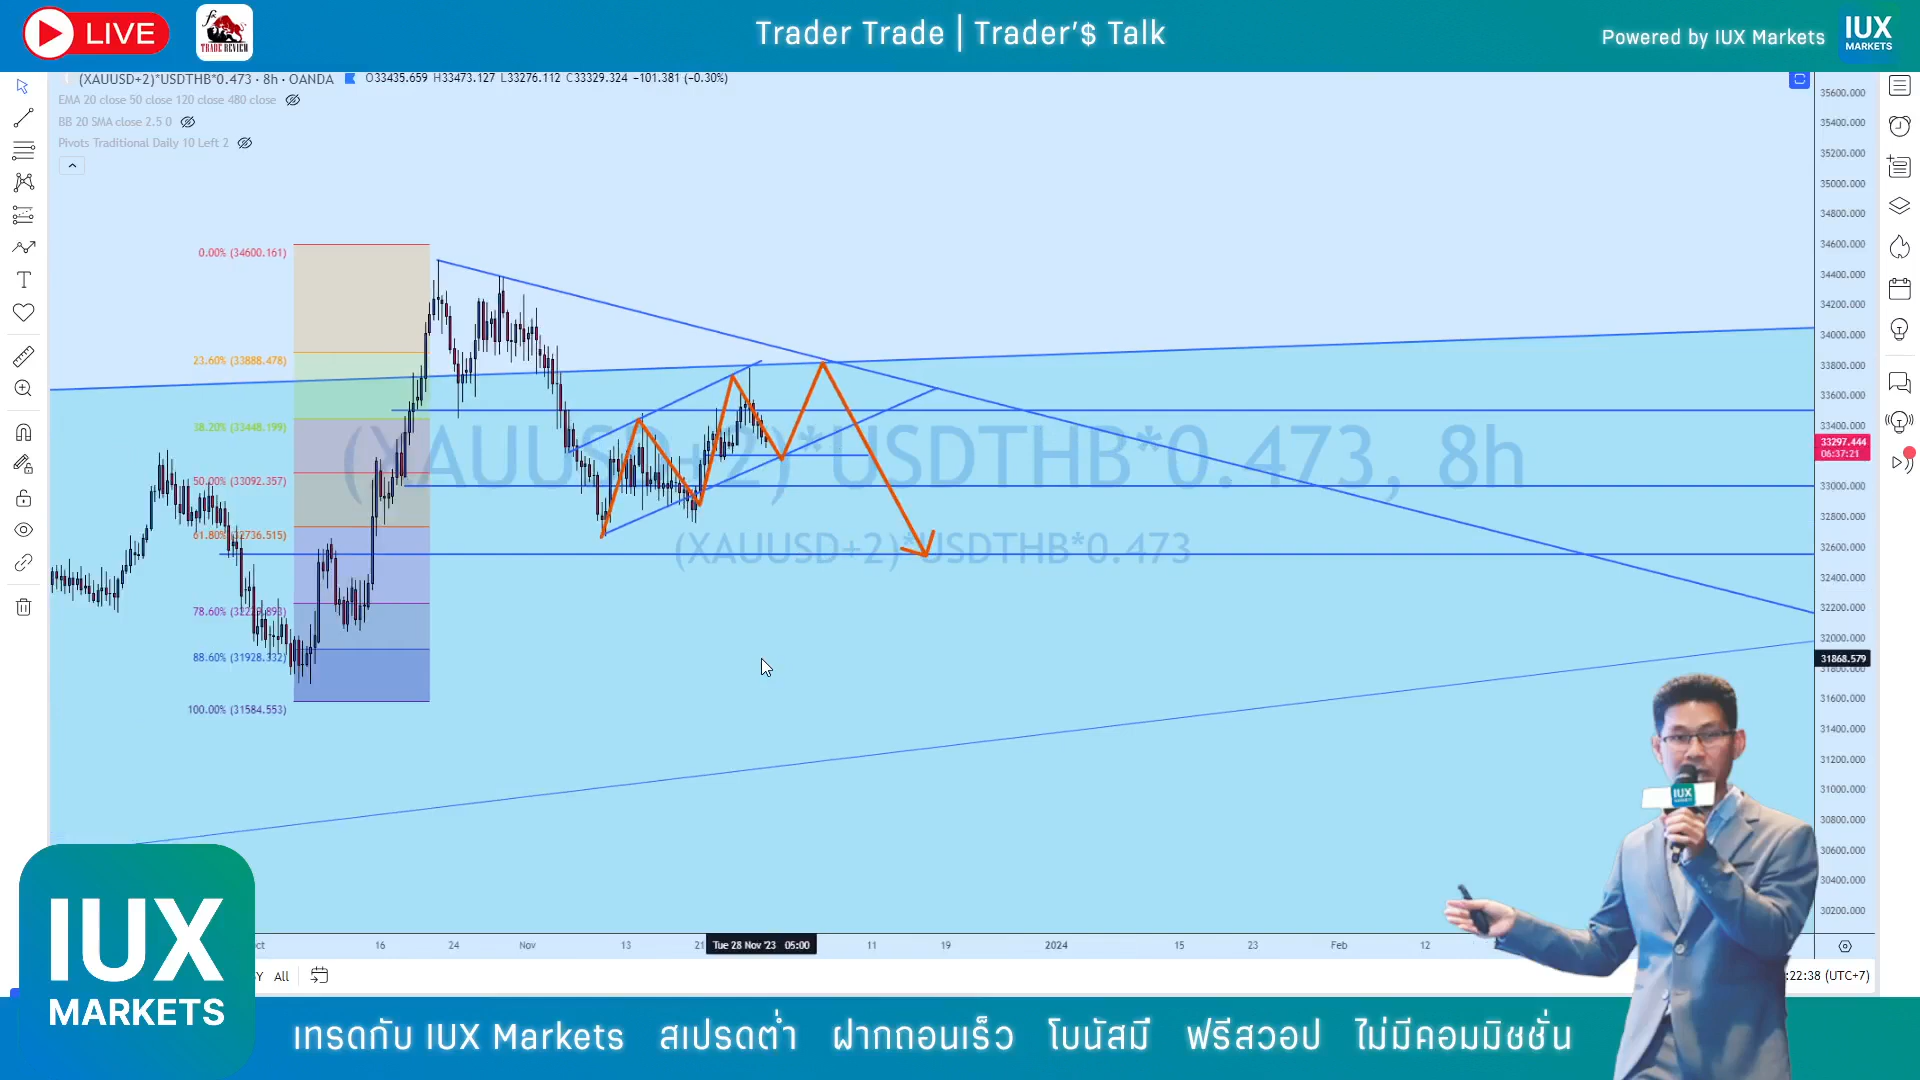 LIVE
fx
TRADE REVIEW
Trader Trade | Trader'$ Talk
Powered by IUX Markets
IUX
MARKETS
(XAUUSD+2)*USDTHB*0.473 · 8h · OANDA O33435.659 H33473.127 L33276.112 C33329.324 −101.381 (−0.30%)
EMA 20 close 50 close 120 close 480 close
BB 20 SMA close 2.5 0
Pivots Traditional Daily 10 Left 2
35600.000
35400.000
35200.000
35000.000
34800.000
34600.000
34400.000
34200.000
34000.000
33800.000
33600.000
33400.000
33297.444
06:37:21
33000.000
32800.000
32600.000
32400.000
32200.000
32000.000
31868.579
31800.000
31600.000
31400.000
31200.000
31000.000
30800.000
30600.000
30400.000
30200.000
0.00% (34600.161)
23.60% (33888.478)
38.20% (33448.199)
50.00% (33092.357)
61.80% (32736.515)
78.60% (32229.893)
88.60% (31928.332)
100.00% (31584.553)
(XAUUSD+2)*USDTHB*0.473, 8h
(XAUUSD+2)*USDTHB*0.473
IUX
16 24 Nov 13 21 Tue 28 Nov '23 05:00 11 19 2024 15 23 Feb 12
All
:22:38 (UTC+7)
IUX
MARKETS
เทรดกับ IUX Markets สเปรดต่ำ ฝากถอนเร็ว โบนัสมี ฟรีสวอป ไม่มีคอมมิชชั่น